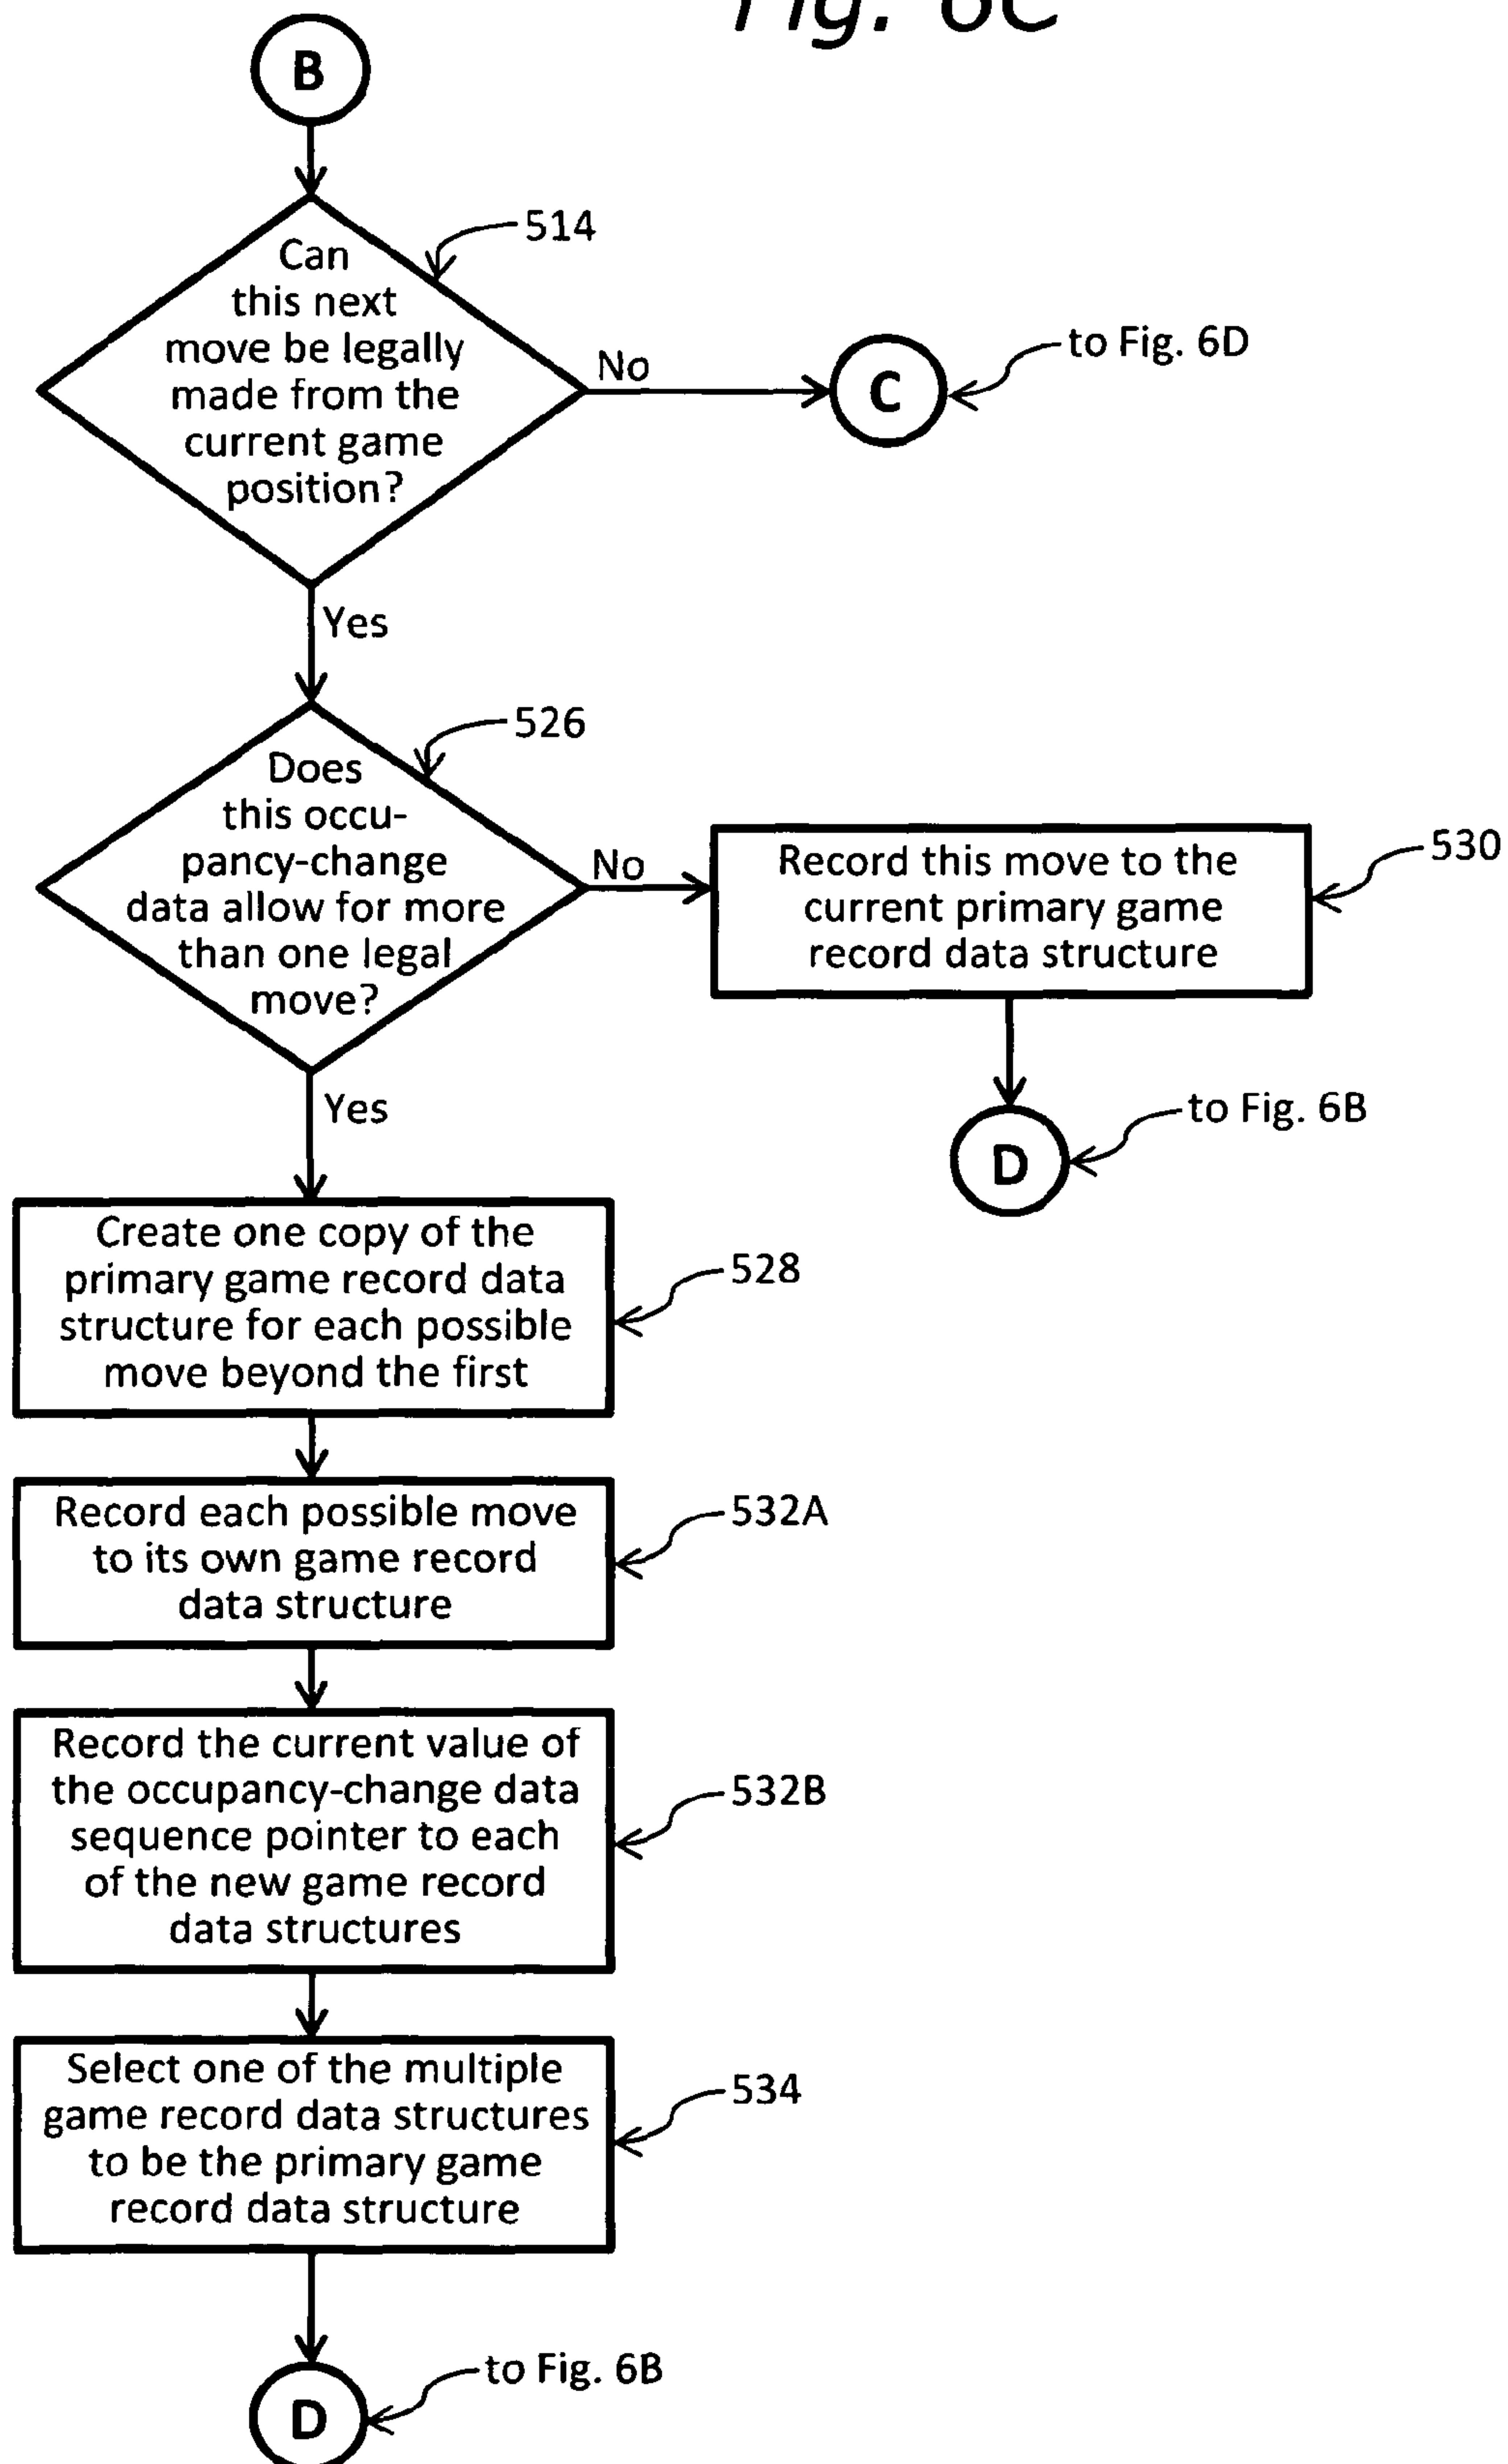 Fig. 6C
B
514
Can
this next
move be legally
made from the
current game
position?
No
C
to Fig. 6D
Yes
526
Does
this occu-
pancy-change
data allow for more
than one legal
move?
No
Record this move to the
current primary game
record data structure
530
D
to Fig. 6B
Yes
Create one copy of the
primary game record data
structure for each possible
move beyond the first
528
Record each possible move
to its own game record
data structure
532A
Record the current value of
the occupancy-change data
sequence pointer to each
of the new game record
data structures
532B
Select one of the multiple
game record data structures
to be the primary game
record data structure
534
D
to Fig. 6B